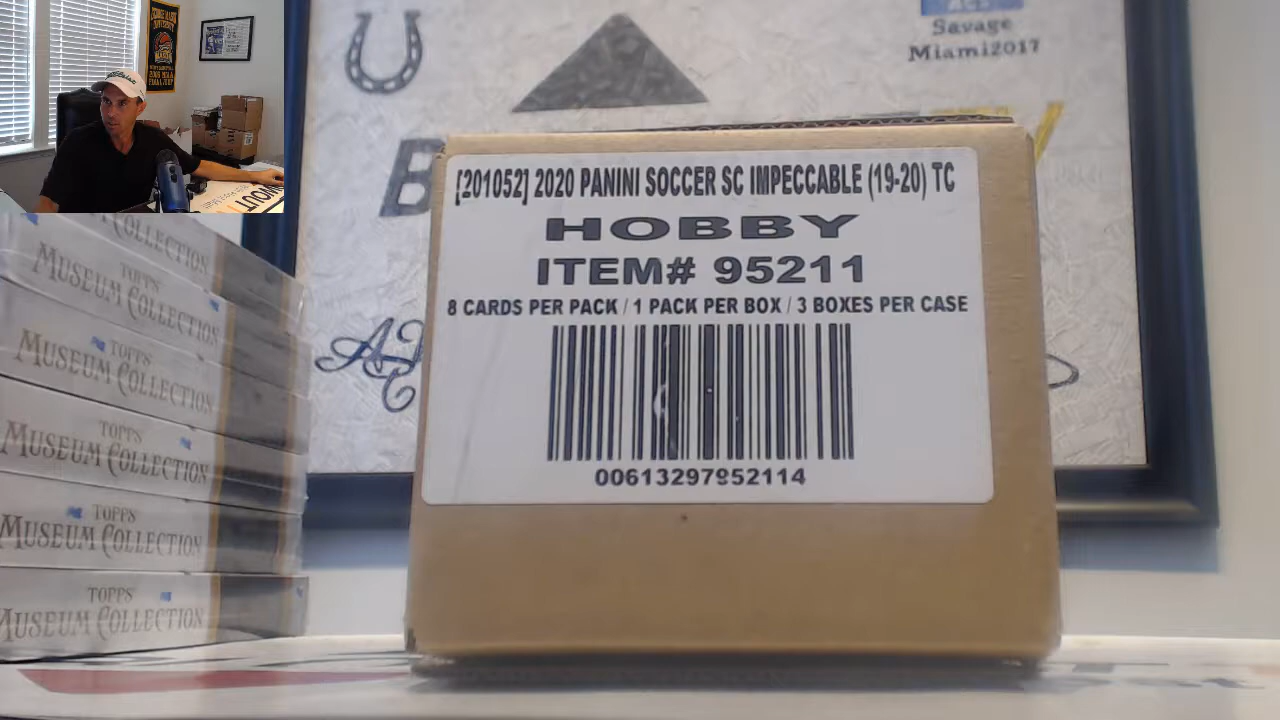 Savage
Miami2017
[201052] 2020 PANINI SOCCER SC IMPECCABLE (19-20) TC
HOBBY
ITEM# 95211
8 CARDS PER PACK / 1 PACK PER BOX / 3 BOXES PER CASE
00613297952114
COLLECTION
TOPPS
MUSEUM COLLECTION
TOPPS
MUSEUM COLLECTION
TOPPS
MUSEUM COLLECTION
TOPPS
MUSEUM COLLECTION
TOPPS
MUSEUM COLLECTION